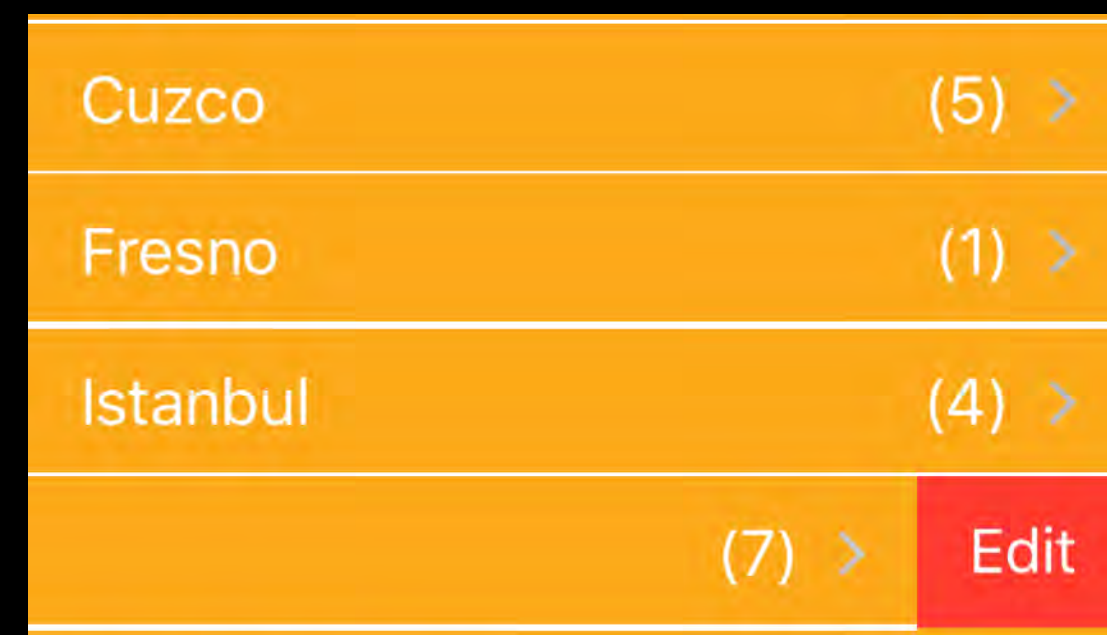 Cuzco (5) >
Fresno (1) >
Istanbul (4) >
(7) > Edit